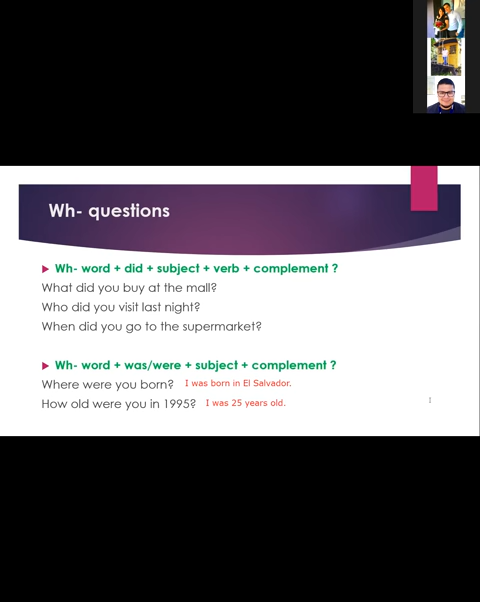 Wh- questions
Wh- word + did + subject + verb + complement ?
What did you buy at the mall?
Who did you visit last night?
When did you go to the supermarket?
Wh- word + was/were + subject + complement ?
Where were you born? I was born in El Salvador.
How old were you in 1995? I was 25 years old.